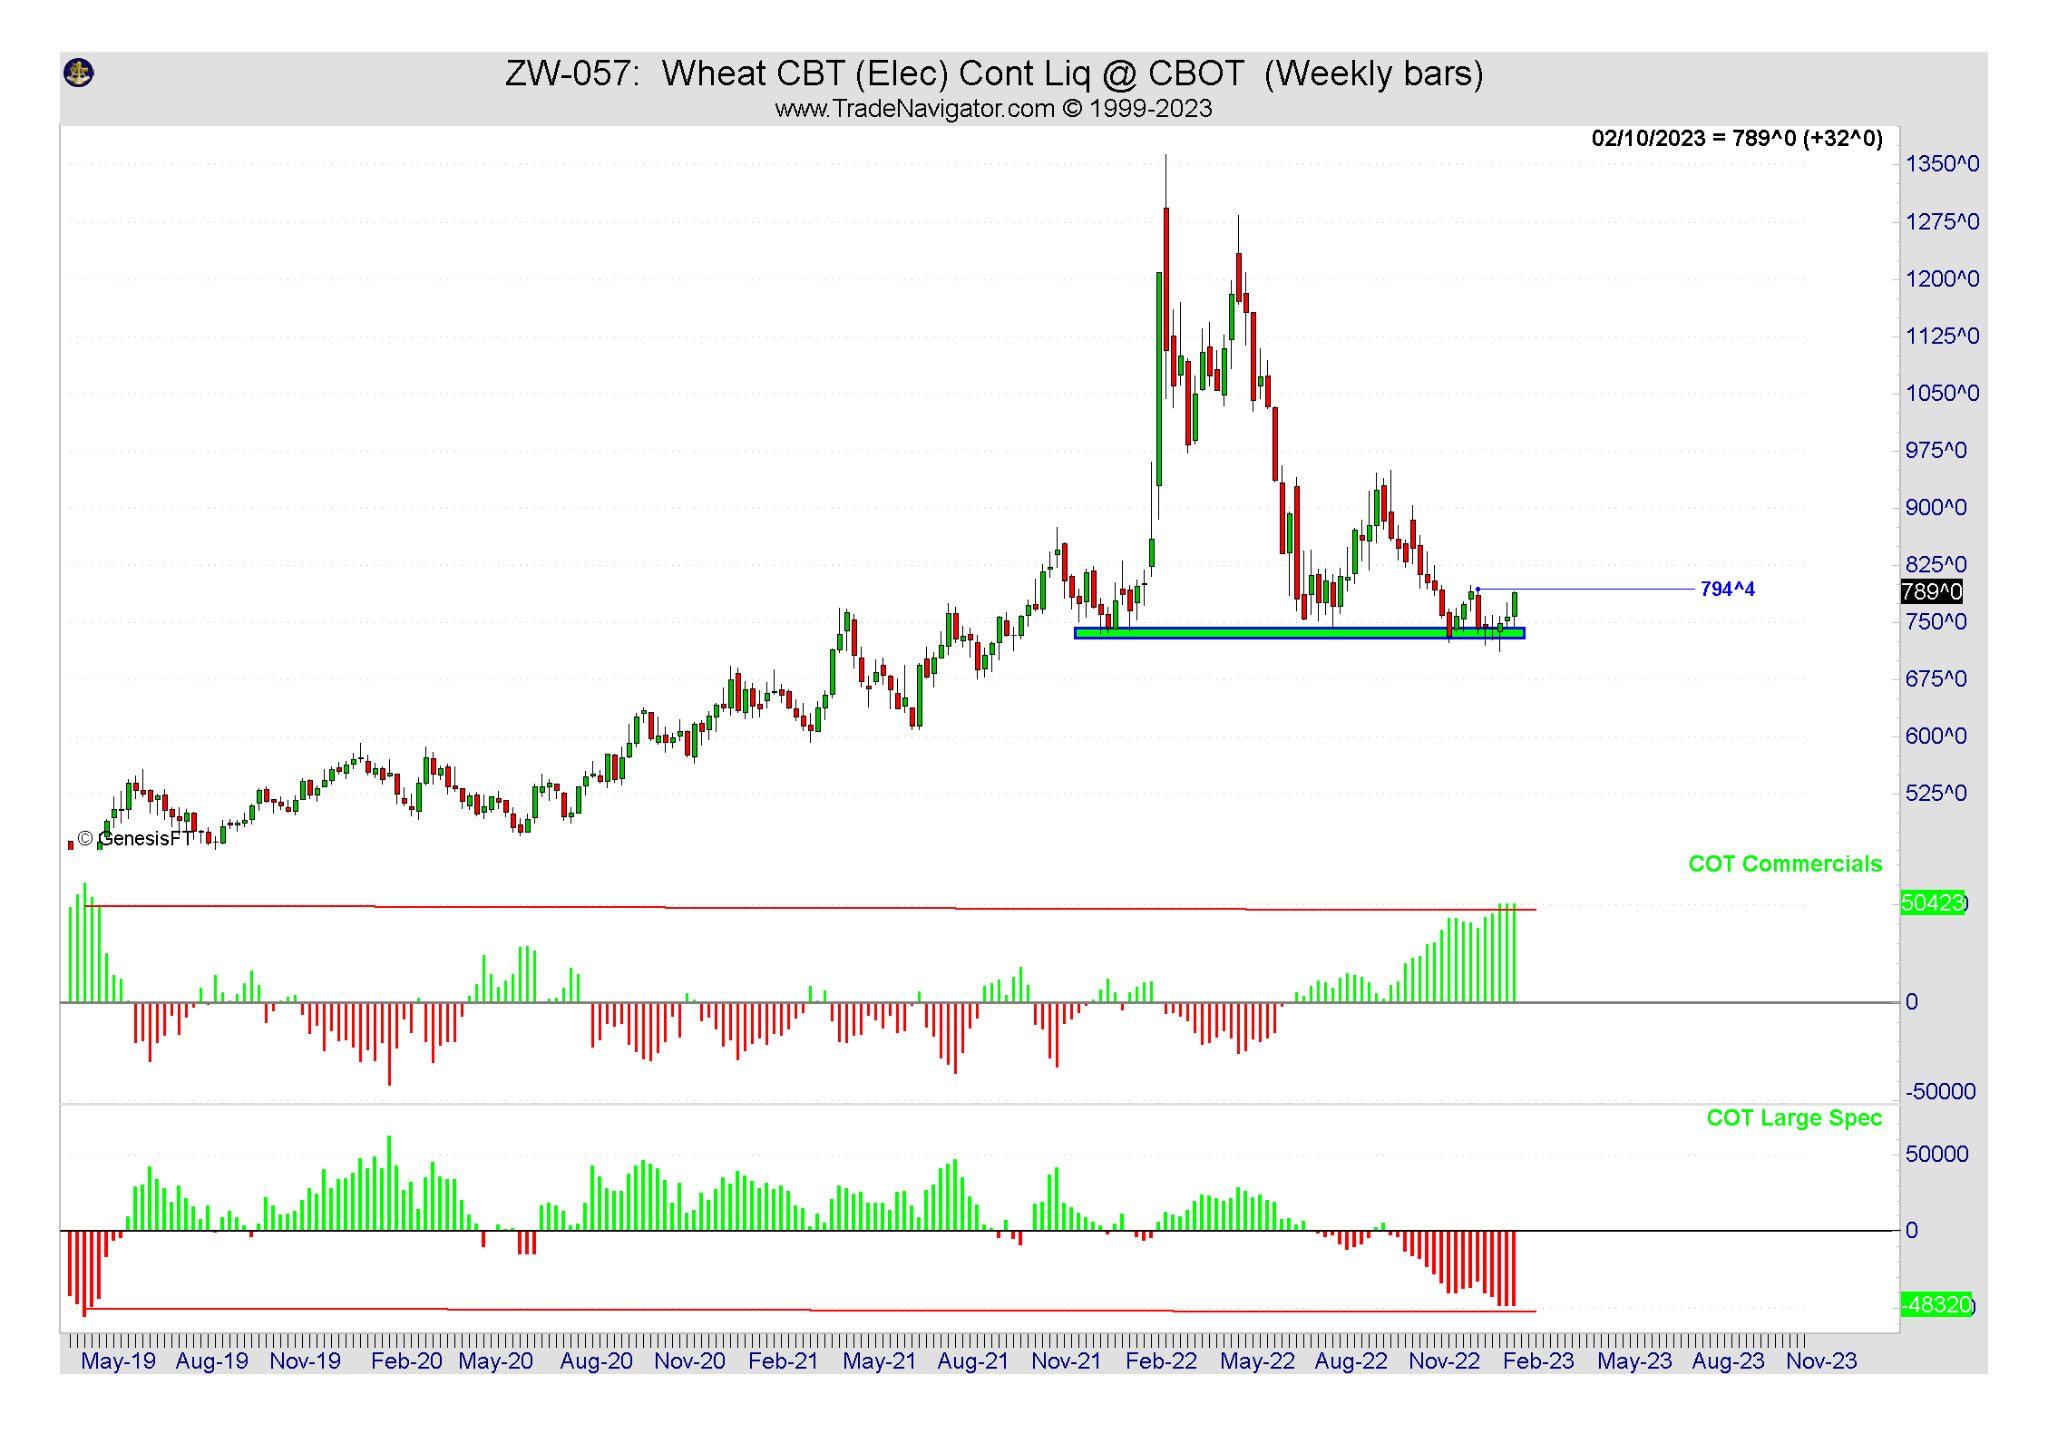 ZW-057: Wheat CBT (Elec) Cont Liq @ CBOT (Weekly bars)
www.TradeNavigator.com © 1999-2023
02/10/2023 = 789^0 (+32^0)
1350^0
1275^0
1200^0
1125^0
1050^0
975^0
900^0
825^0
794^4
789^0
750^0
675^0
600^0
525^0
© GenesisFT
COT Commercials
50423
0
-50000
COT Large Spec
50000
0
-48320
May-19 Aug-19 Nov-19 Feb-20 May-20 Aug-20 Nov-20 Feb-21 May-21 Aug-21 Nov-21 Feb-22 May-22 Aug-22 Nov-22 Feb-23 May-23 Aug-23 Nov-23